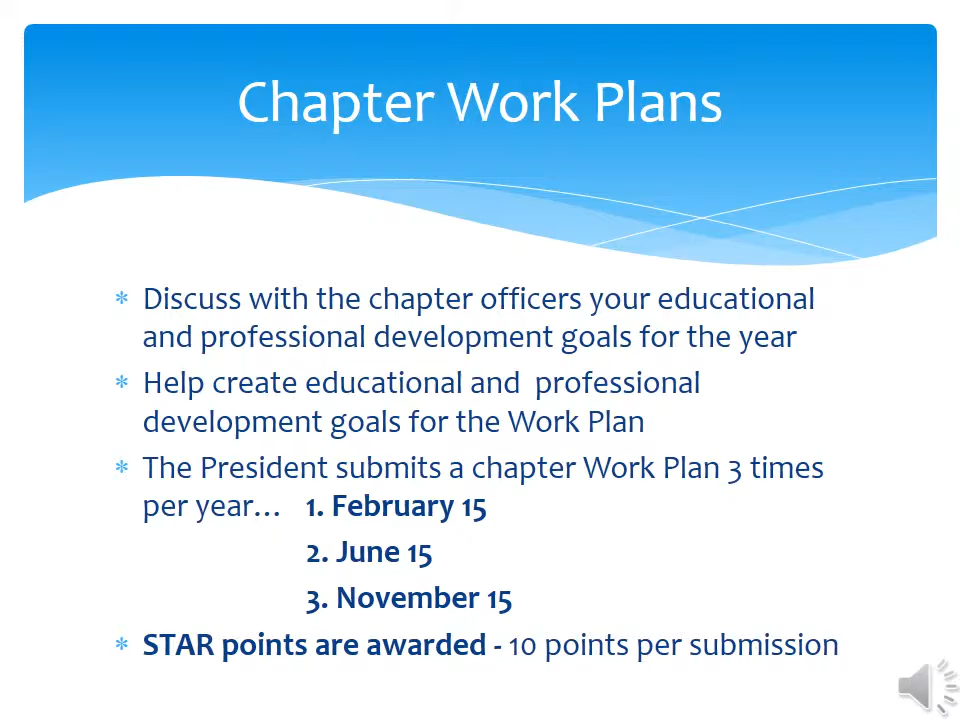 Chapter Work Plans
* Discuss with the chapter officers your educational
and professional development goals for the year
* Help create educational and  professional
development goals for the Work Plan
* The President submits a chapter Work Plan 3 times
per year… 1. February 15
2. June 15
3. November 15
* STAR points are awarded - 10 points per submission